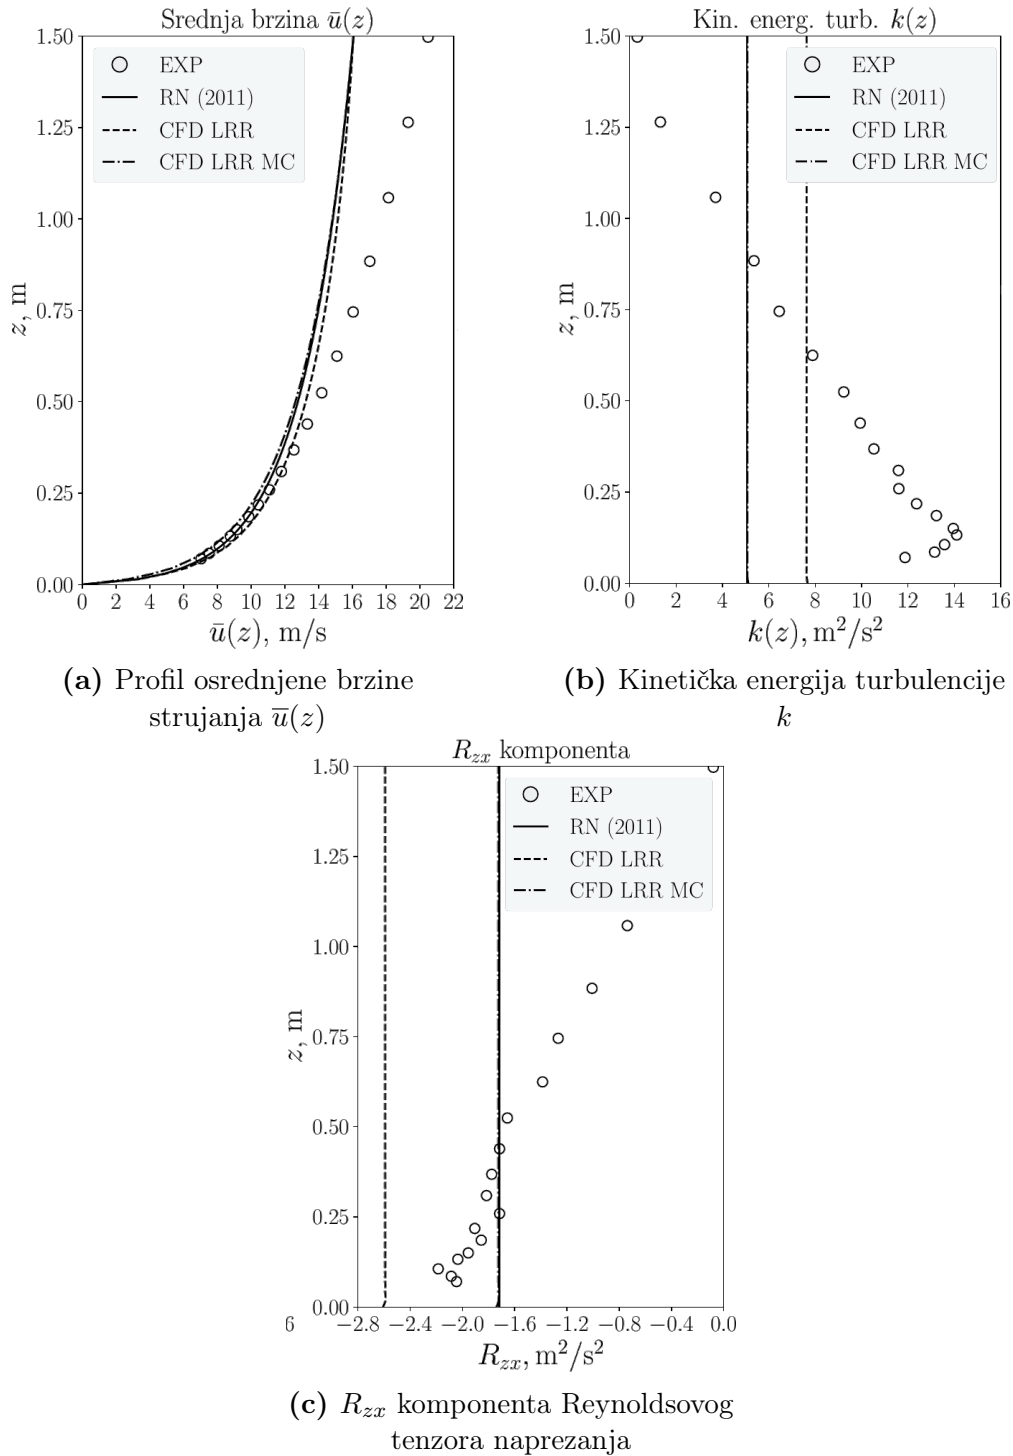 Srednja brzina ū(z)
1.50
1.25
1.00
0.75
0.50
0.25
0.00
z, m
EXP
RN (2011)
CFD LRR
CFD LRR MC
0 2 4 6 8 10 12 14 16 18 20 22
ū(z), m/s
(a) Profil osrednjene brzine
strujanja u̅(z)
Kin. energ. turb. k(z)
1.50
1.25
1.00
0.75
0.50
0.25
0.00
z, m
EXP
RN (2011)
CFD LRR
CFD LRR MC
0 2 4 6 8 10 12 14 16
k(z), m²/s²
(b) Kinetička energija turbulencije
k
R_{zx} komponenta
1.50
1.25
1.00
0.75
0.50
0.25
0.00
z, m
EXP
RN (2011)
CFD LRR
CFD LRR MC
6 −2.8 −2.0 −1.6 −1.2 −0.8 −0.4 0.0
R_{zx}, m²/s²
(c) R_{zx} komponenta Reynoldsovog
tenzora naprezanja